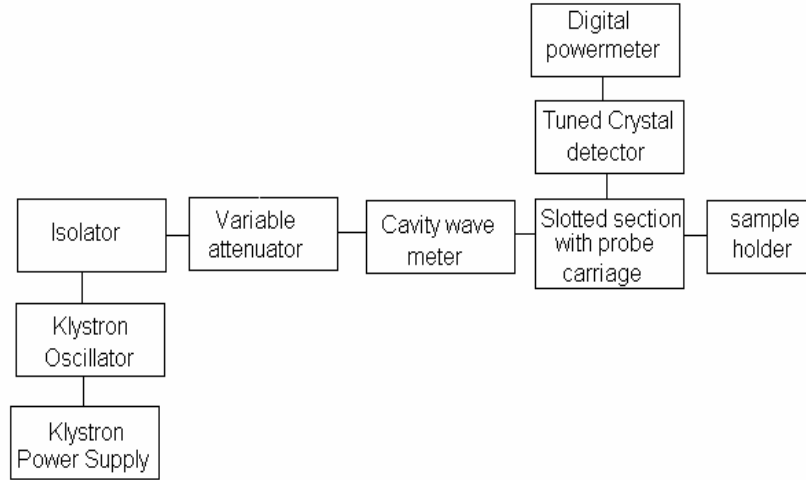 Digital
powermeter
Tuned Crystal
detector
Isolator
Variable
attenuator
Cavity wave
meter
Slotted section
with probe
carriage
sample
holder
Klystron
Oscillator
Klystron
Power Supply